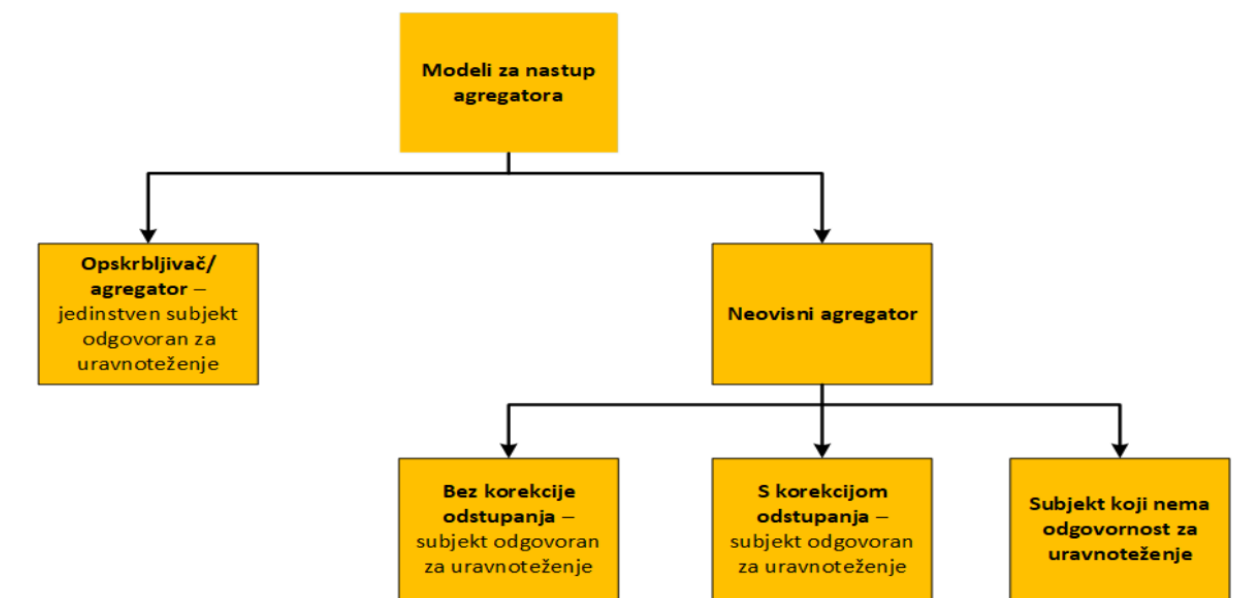 Modeli za nastup
agregatora
Opskrbljivač/
agregator –
jedinstven subjekt
odgovoran za
uravnoteženje
Neovisni agregator
Bez korekcije
odstupanja –
subjekt odgovoran
za uravnoteženje
S korekcijom
odstupanja –
subjekt odgovoran
za uravnoteženje
Subjekt koji nema
odgovornost za
uravnoteženje